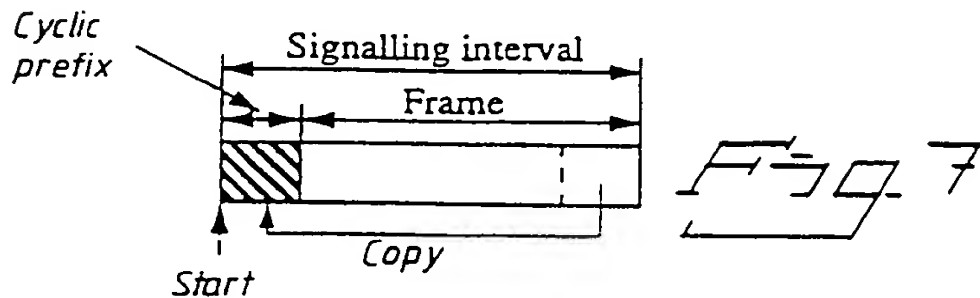 Cyclic
prefix
Signalling interval
Frame
Copy
Start
Fig. 7